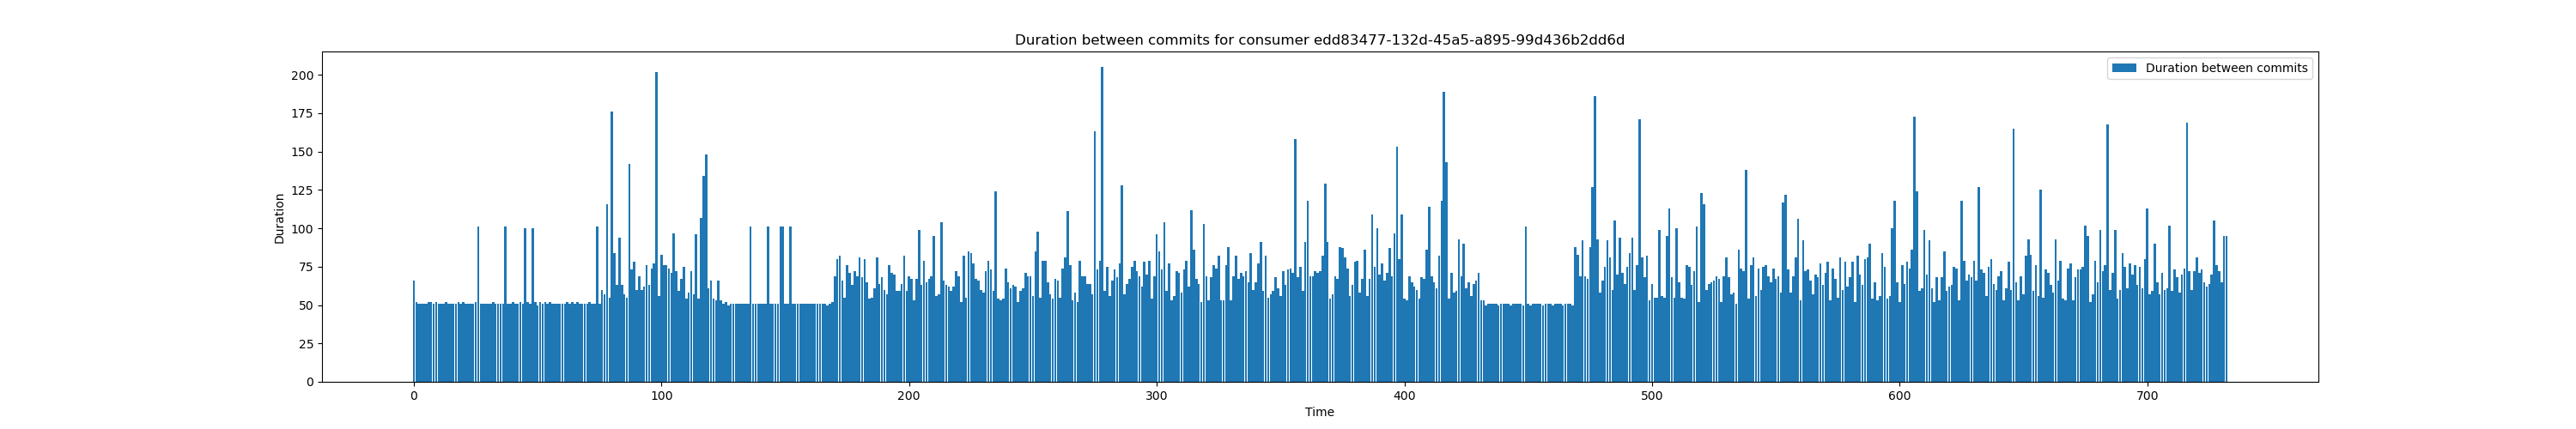 Duration between commits for consumer edd83477-132d-45a5-a895-99d436b2dd6d
Duration between commits
200
175
150
125
100
75
50
25
0
Duration
0 100 200 300 400 500 600 700
Time